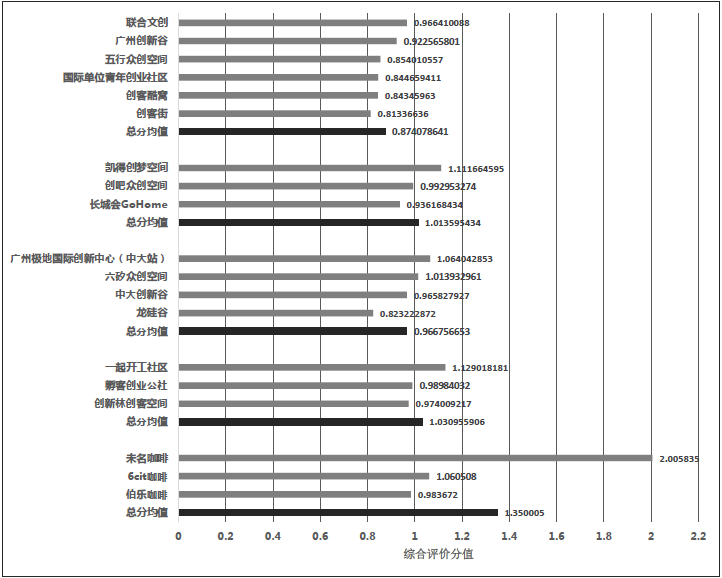 联合文创 0.966410088
广州创新谷 0.922565801
五行众创空间 0.854010557
国际单位青年创业社区 0.844659411
创客酷窝 0.84345963
创客街 0.81336636
总分均值 0.874078641
凯得创梦空间 1.111664595
创吧众创空间 0.992953274
长城会GoHome 0.936168434
总分均值 1.013595434
广州极地国际创新中心（中大站） 1.064042853
六矽众创空间 1.013932961
中大创新谷 0.965827927
龙硅谷 0.823222872
总分均值 0.966756653
一起开工社区 1.129018181
孵客创业公社 0.98984032
创新林创客空间 0.974009217
总分均值 1.030955906
未名咖啡 2.005835
6cit咖啡 1.060508
伯乐咖啡 0.983672
总分均值 1.350005
0 0.2 0.4 0.6 0.8 1 1.2 1.4 1.6 1.8 2 2.2
综合评价分值